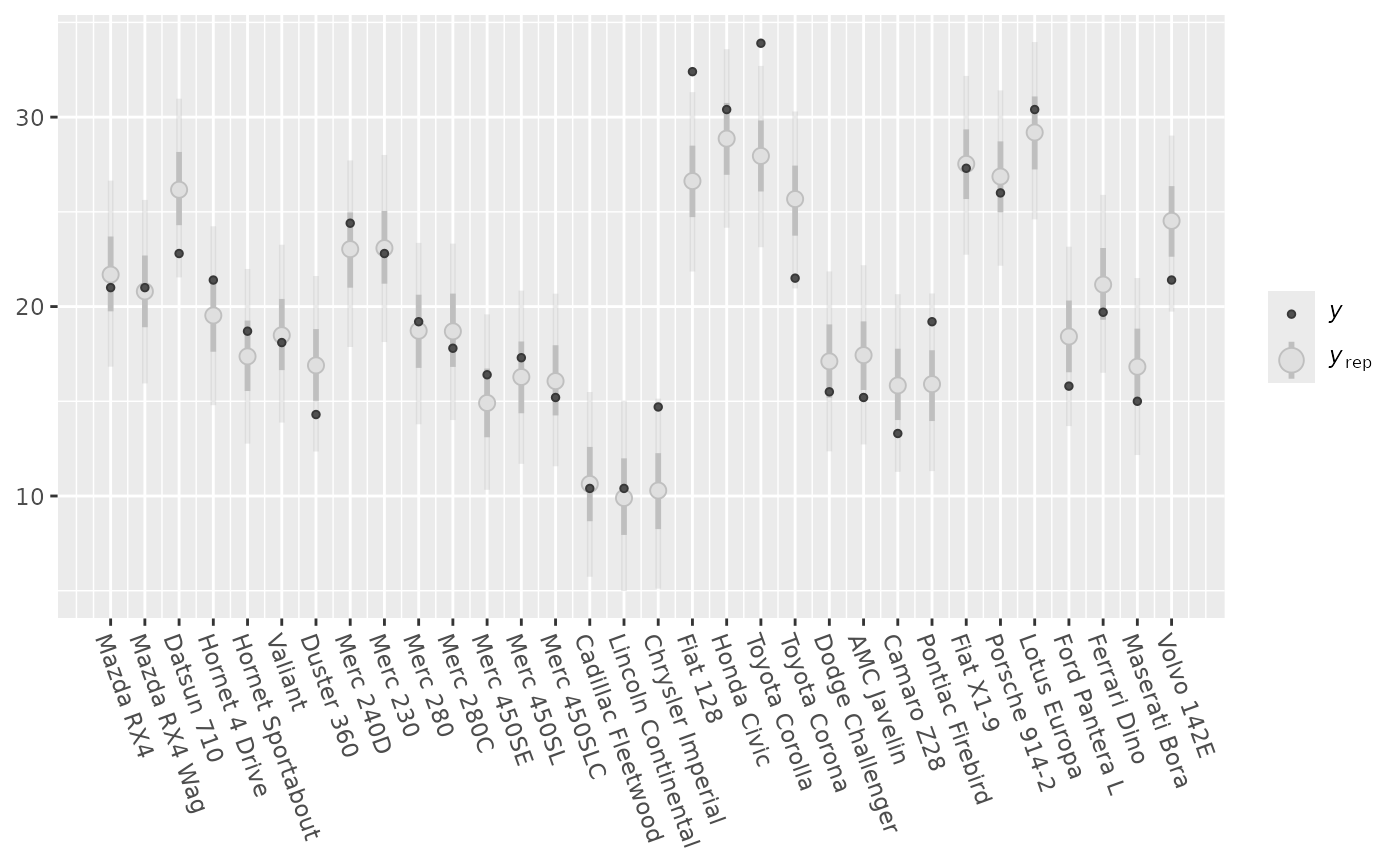 30
20
10
Mazda RX4
Mazda RX4 Wag
Datsun 710
Hornet 4 Drive
Hornet Sportabout
Valiant
Duster 360
Merc 240D
Merc 230
Merc 280
Merc 280C
Merc 450SE
Merc 450SL
Merc 450SLC
Cadillac Fleetwood
Lincoln Continental
Chrysler Imperial
Fiat 128
Honda Civic
Toyota Corolla
Toyota Corona
Dodge Challenger
AMC Javelin
Camaro Z28
Pontiac Firebird
Fiat X1-9
Porsche 914-2
Lotus Europa
Ford Pantera L
Ferrari Dino
Maserati Bora
Volvo 142E
y
y rep